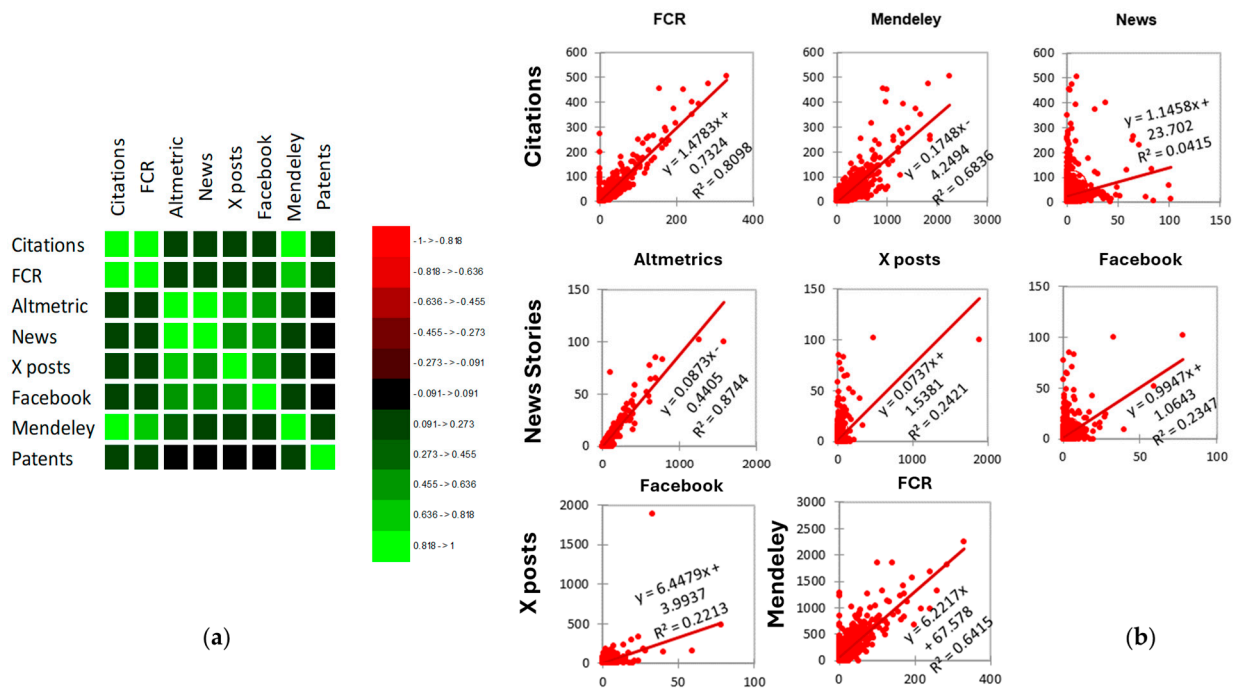 Citations
FCR
Altmetric
News
X posts
Facebook
Mendeley
Patents
Citations
FCR
Altmetric
News
X posts
Facebook
Mendeley
Patents
-1 -> -0.818
-0.818 -> -0.636
-0.636 -> -0.455
-0.455 -> -0.273
-0.273 -> -0.091
-0.091 -> 0.091
0.091 -> 0.273
0.273 -> 0.455
0.455 -> 0.636
0.636 -> 0.818
0.818 -> 1
(a)
FCR
Citations
600
500
400
300
200
100
0
0 200 400
y = 1.4783x +
0.7324
R² = 0.8098
Mendeley
600
500
400
300
200
100
0
0 1000 2000 3000
y = 0.1748x -
4.2494
R² = 0.6836
News
600
500
400
300
200
100
0
0 50 100 150
y = 1.1458x +
23.702
R² = 0.0415
Altmetrics
News Stories
150
100
50
0
0 500 1000 1500 2000
y = 0.0873x -
0.4405
R² = 0.8744
X posts
150
100
50
0
0 500 1000 1500 2000
y = 0.0737x +
1.5381
R² = 0.2421
Facebook
150
100
50
0
0 50 100
y = 0.9947x +
1.0643
R² = 0.2347
Facebook
X posts
2000
1500
1000
500
0
0 50 100
y = 6.4479x +
3.9937
R² = 0.2213
FCR
Mendeley
3000
2500
2000
1500
1000
500
0
0 200 400
y = 6.2217x
+ 67.578
R² = 0.6415
(b)